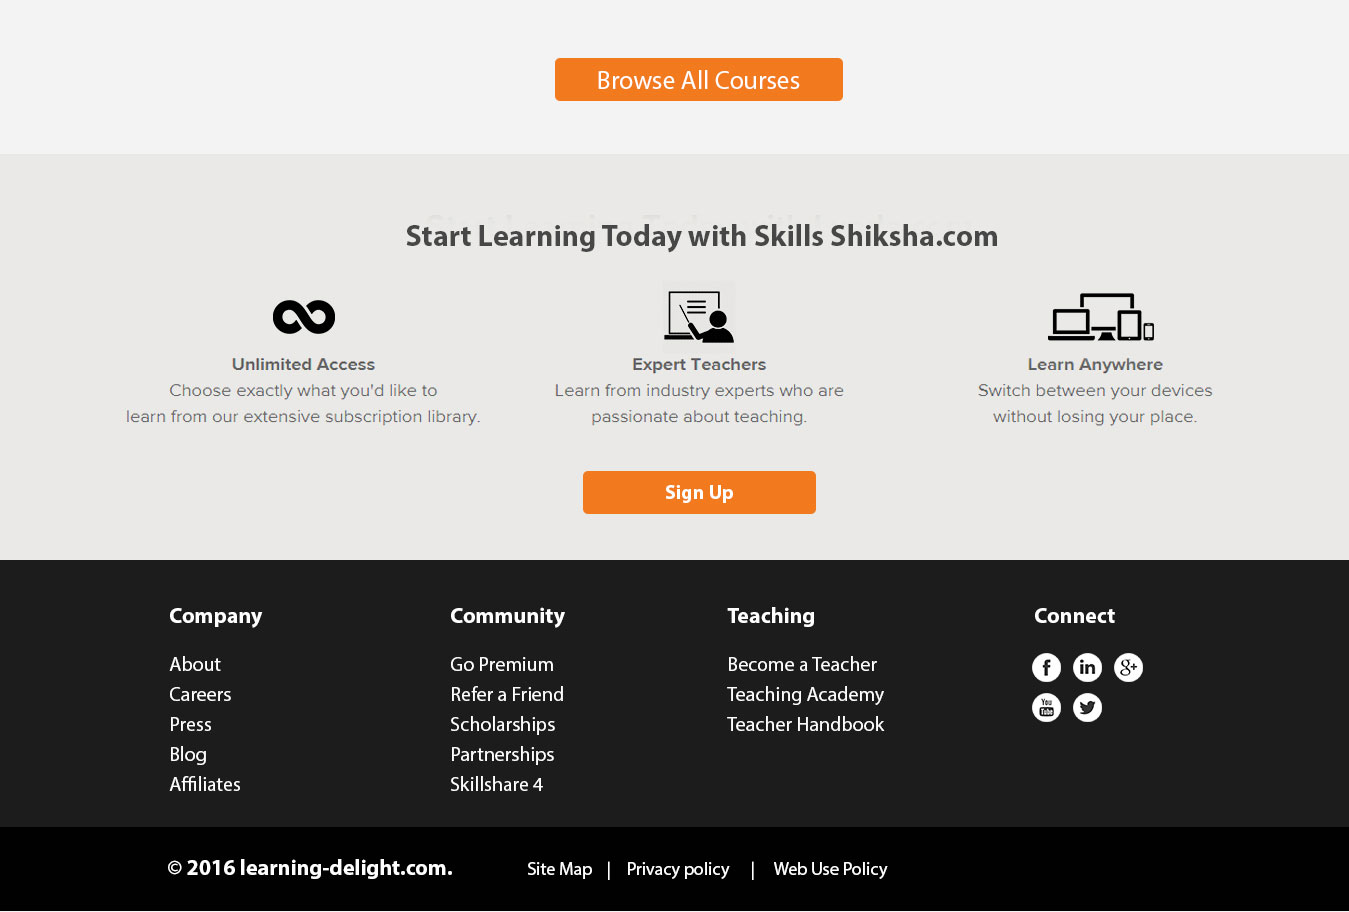 Browse All Courses
Start Learning Today with Skills Shiksha.com
Unlimited Access
Choose exactly what you'd like to
learn from our extensive subscription library.
Expert Teachers
Learn from industry experts who are
passionate about teaching.
Learn Anywhere
Switch between your devices
without losing your place.
Sign Up
Company
About
Careers
Press
Blog
Affiliates
Community
Go Premium
Refer a Friend
Scholarships
Partnerships
Skillshare 4
Teaching
Become a Teacher
Teaching Academy
Teacher Handbook
Connect
f in g+
You Tube
© 2016 learning-delight.com. Site Map | Privacy policy | Web Use Policy